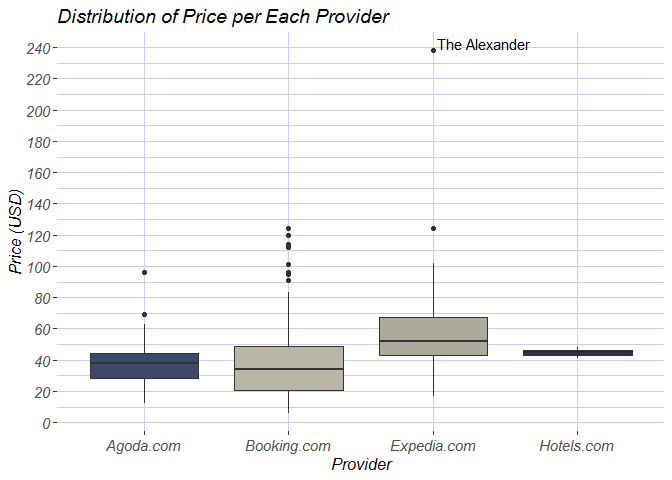 Distribution of Price per Each Provider
The Alexander
240
220
200
180
160
140
120
100
80
60
40
20
0
Price (USD)
Agoda.com Booking.com Expedia.com Hotels.com
Provider